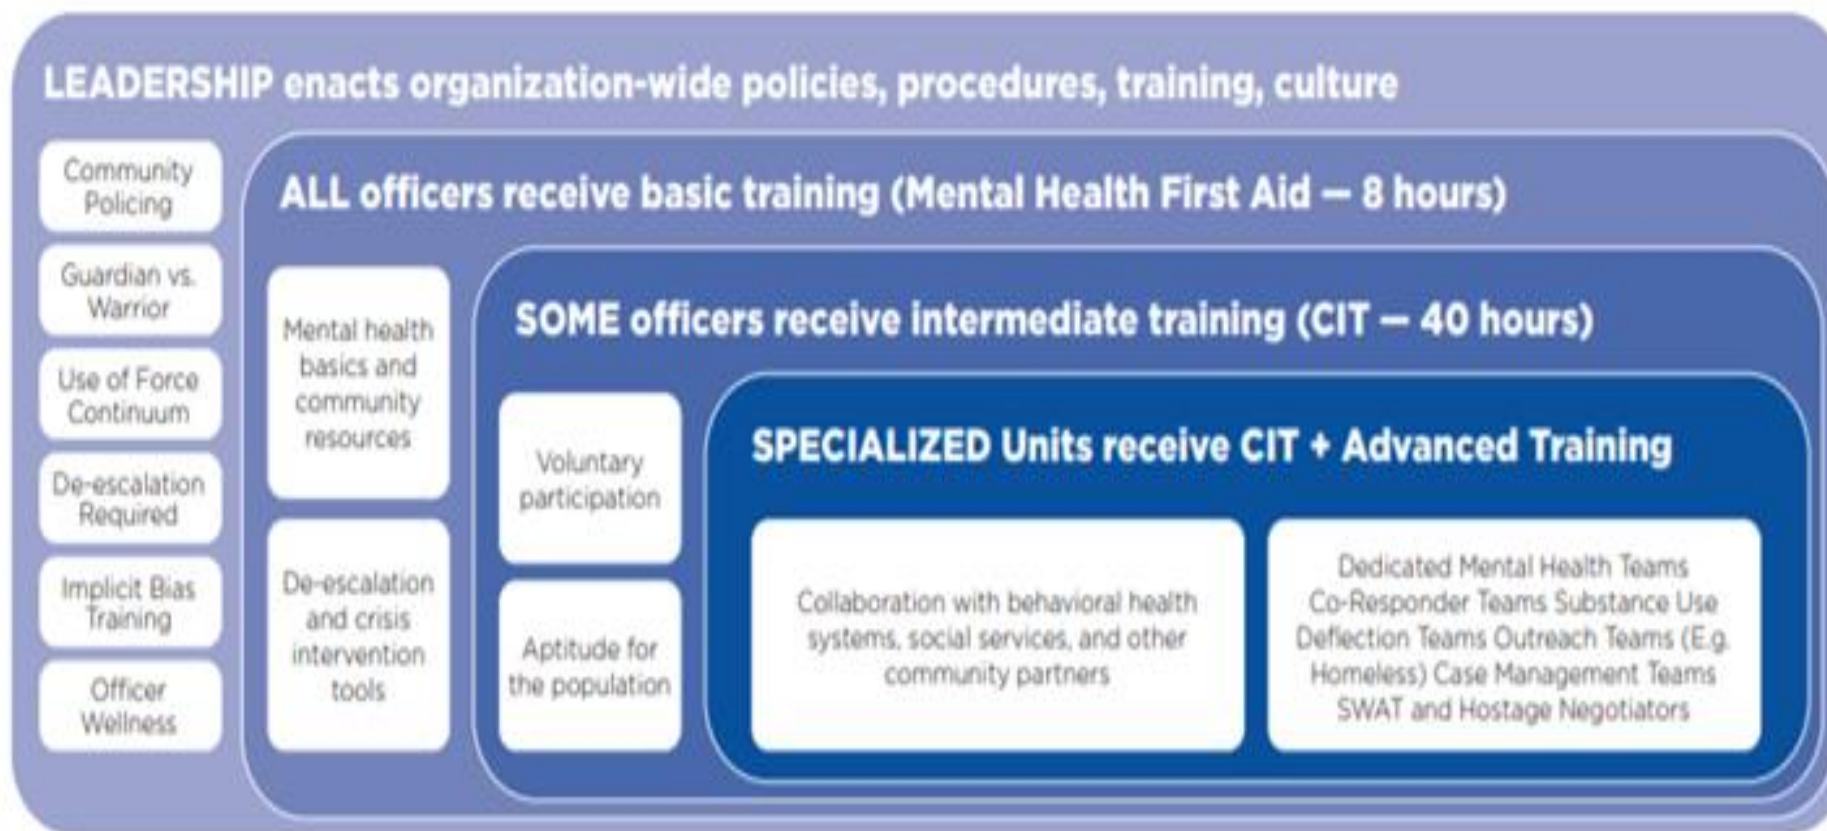 LEADERSHIP enacts organization-wide policies, procedures, training, culture
Community
Policing
Guardian vs.
Warrior
Use of Force
Continuum
De-escalation
Required
Implicit Bias
Training
Officer
Wellness
ALL officers receive basic training (Mental Health First Aid — 8 hours)
Mental health
basics and
community
resources
De-escalation
and crisis
intervention
tools
SOME officers receive intermediate training (CIT — 40 hours)
Voluntary
participation
Aptitude for
the population
SPECIALIZED Units receive CIT + Advanced Training
Collaboration with behavioral health
systems, social services, and other
community partners
Dedicated Mental Health Teams
Co-Responder Teams Substance Use
Deflection Teams Outreach Teams (E.g.
Homeless) Case Management Teams
SWAT and Hostage Negotiators